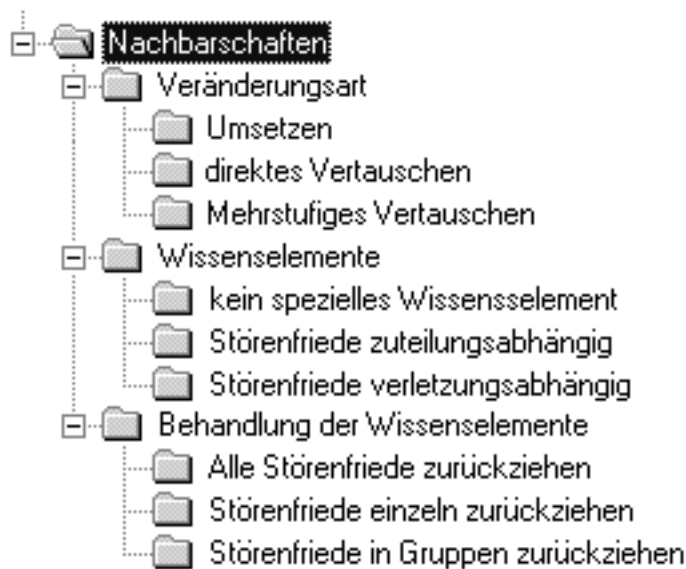 Nachbarschaften
Veränderungsart
Umsetzen
direktes Vertauschen
Mehrstufiges Vertauschen
Wissenselemente
kein spezielles Wissensselement
Störenfriede zuteilungsabhängig
Störenfriede verletzungsabhängig
Behandlung der Wissenselemente
Alle Störenfriede zurückziehen
Störenfriede einzeln zurückziehen
Störenfriede in Gruppen zurückziehen